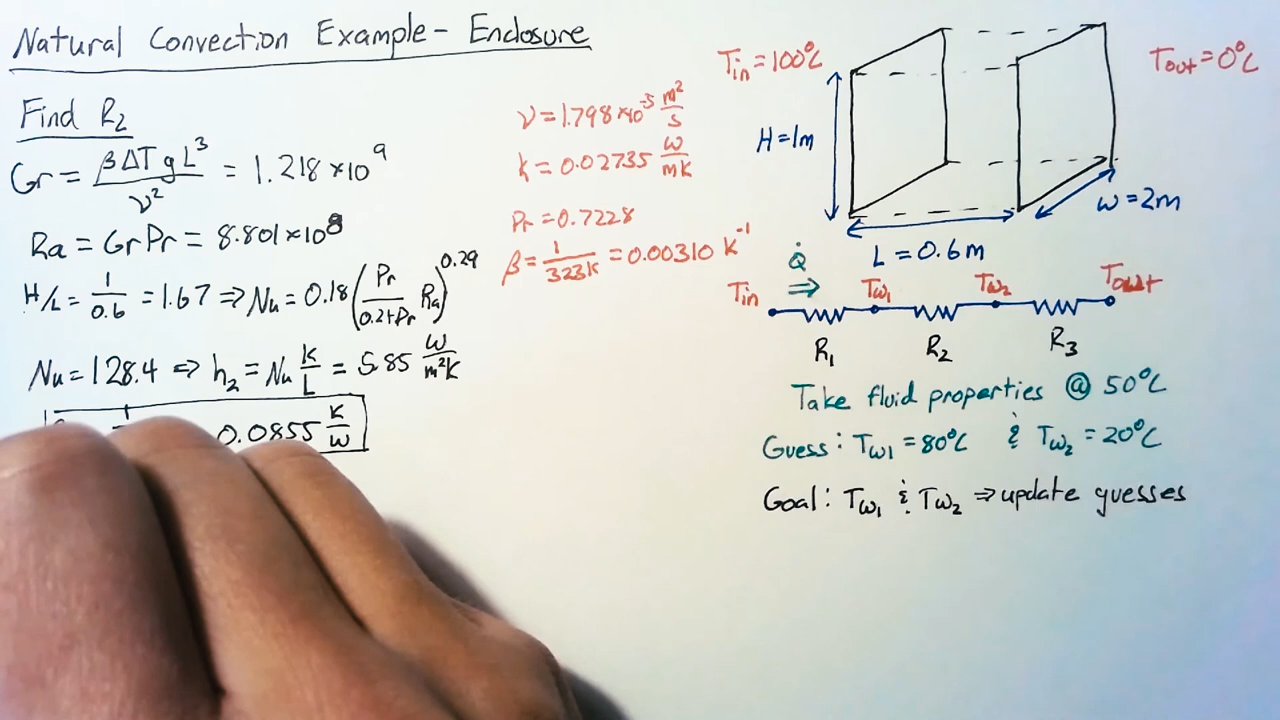 Natural Convection Example - Enclosure
Find R₂
Gr = βΔT g L³ / ν² = 1.218×10⁹
Ra = Gr Pr = 8.801×10⁸
H/L = 1/0.6 = 1.67 ⇒ Nu = 0.18 (Pr / 0.2+Pr Ra)^0.29
Nu = 128.4 ⇒ h₂ = Nu k/L = 5.85 W/m²K
0.0855 K/W
ν = 1.798×10⁻⁵ m²/s
k = 0.02735 W/mK
Pr = 0.7228
β = 1/323K = 0.00310 K⁻¹
Tin = 100°C
Tout = 0°C
H = 1m
w = 2m
L = 0.6m
Q̇ ⇒
Tin Tw₁ Tw₂ Tout
R₁ R₂ R₃
Take fluid properties @ 50°C
Guess: Tw₁ = 80°C & Tw₂ = 20°C
Goal: Tw₁ & Tw₂ ⇒ update guesses